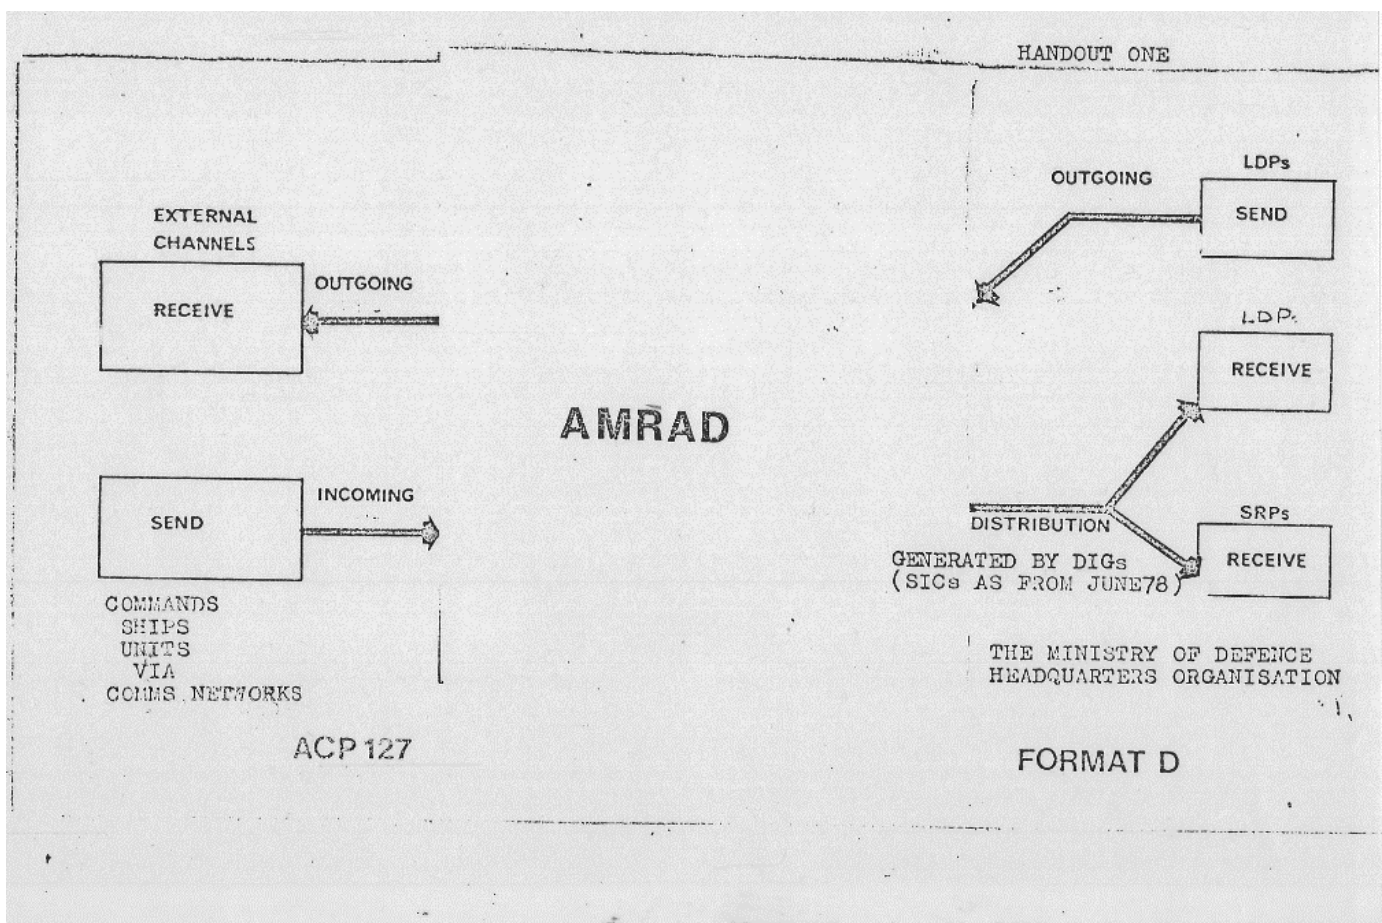 HANDOUT ONE
LDPs
OUTGOING
SEND
EXTERNAL
CHANNELS
OUTGOING
RECEIVE
LDP
RECEIVE
AMRAD
INCOMING
SEND
SRPs
DISTRIBUTION
RECEIVE
GENERATED BY DIGs
(SICs AS FROM JUNE78)
COMMANDS
SHIPS
UNITS
VIA
COMMS NETWORKS
THE MINISTRY OF DEFENCE
HEADQUARTERS ORGANISATION
ACP 127
FORMAT D